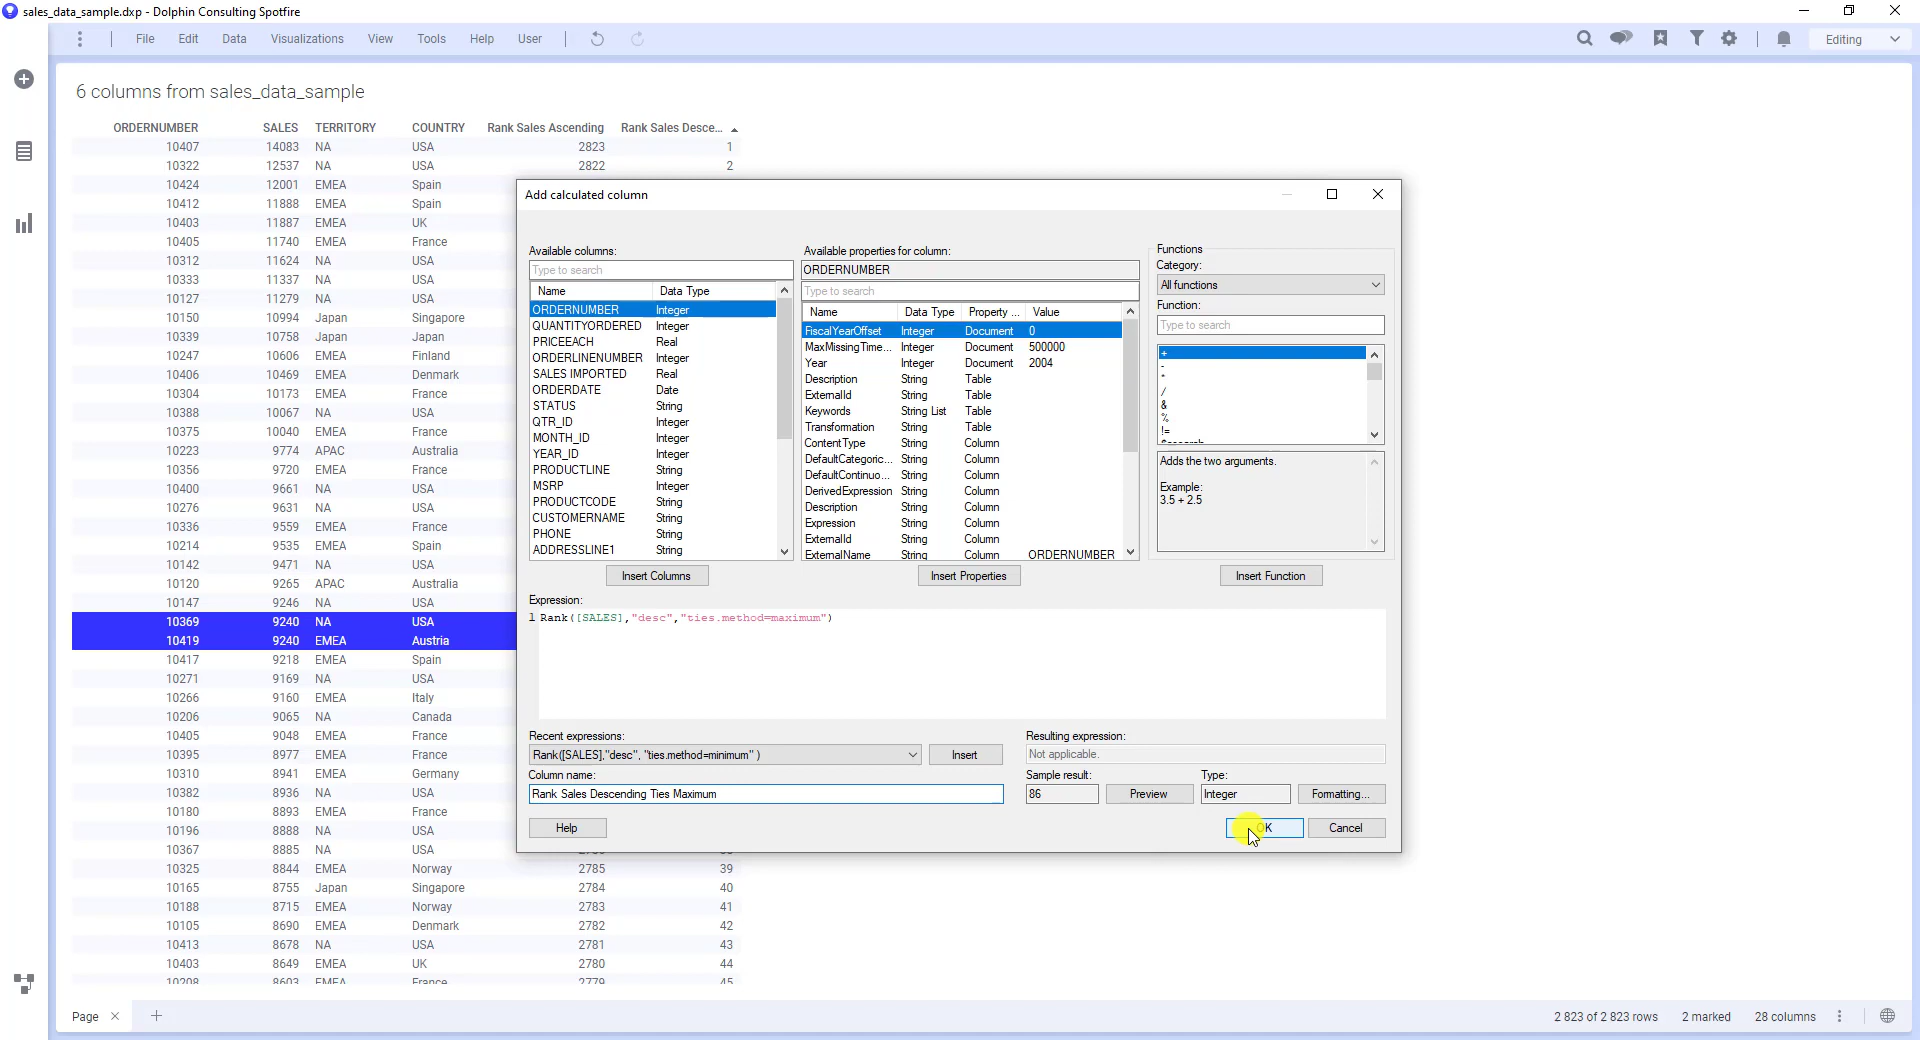 sales_data_sample.dxp - Dolphin Consulting Spotfire
File Edit Data Visualizations View Tools Help User Editing
6 columns from sales_data_sample
ORDERNUMBER SALES TERRITORY COUNTRY Rank Sales Ascending Rank Sales Desce...
10407 14083 NA USA 2823 1
10322 12537 NA USA 2822 2
10424 12001 EMEA Spain
10412 11888 EMEA Spain
10403 11887 EMEA UK
10405 11740 EMEA France
10312 11624 NA USA
10333 11337 NA USA
10127 11279 NA USA
10150 10994 Japan Singapore
10339 10758 Japan Japan
10247 10606 EMEA Finland
10406 10469 EMEA Denmark
10304 10173 EMEA France
10388 10067 NA USA
10375 10040 EMEA France
10223 9774 APAC Australia
10356 9720 EMEA France
10400 9661 NA USA
10276 9631 NA USA
10336 9559 EMEA France
10214 9535 EMEA Spain
10142 9471 NA USA
10120 9265 APAC Australia
10147 9246 NA USA
10369 9240 NA USA
10419 9240 EMEA Austria
10417 9218 EMEA Spain
10271 9169 NA USA
10266 9160 EMEA Italy
10206 9065 NA Canada
10405 9048 EMEA France
10395 8977 EMEA France
10310 8941 EMEA Germany
10382 8936 NA USA
10180 8893 EMEA France
10196 8888 NA USA
10367 8885 NA USA
10325 8844 EMEA Norway 2785 39
10165 8755 Japan Singapore 2784 40
10188 8715 EMEA Norway 2783 41
10105 8690 EMEA Denmark 2782 42
10413 8678 NA USA 2781 43
10403 8649 EMEA UK 2780 44
10208 8603 EMEA France 2779 45
Add calculated column
Available columns:
Type to search
Name Data Type
ORDERNUMBER Integer
QUANTITYORDERED Integer
PRICEEACH Real
ORDERLINENUMBER Integer
SALES IMPORTED Real
ORDERDATE Date
STATUS String
QTR_ID Integer
MONTH_ID Integer
YEAR_ID Integer
PRODUCTLINE String
MSRP Integer
PRODUCTCODE String
CUSTOMERNAME String
PHONE String
ADDRESSLINE1 String
Insert Columns
Available properties for column:
ORDERNUMBER
Type to search
Name Data Type Property ... Value
FiscalYearOffset Integer Document 0
MaxMissingTime... Integer Document 500000
Year Integer Document 2004
Description String Table
ExternalId String Table
Keywords String List Table
Transformation String Table
ContentType String Column
DefaultCategoric... String Column
DefaultContinuo... String Column
DerivedExpression String Column
Description String Column
Expression String Column
ExternalId String Column
ExternalName String Column ORDERNUMBER
Insert Properties
Functions
Category:
All functions
Function:
Type to search
+
-
*
/
&
%
!=
Adds the two arguments.
Example:
3.5 + 2.5
Insert Function
Expression:
1 Rank([SALES],"desc","ties.method=maximum")
Recent expressions:
Rank([SALES],"desc", "ties.method=minimum" )
Insert
Resulting expression:
Not applicable.
Column name:
Rank Sales Descending Ties Maximum
Sample result:
86
Preview
Type:
Integer
Formatting...
Help
OK
Cancel
Page
2 823 of 2 823 rows 2 marked 28 columns